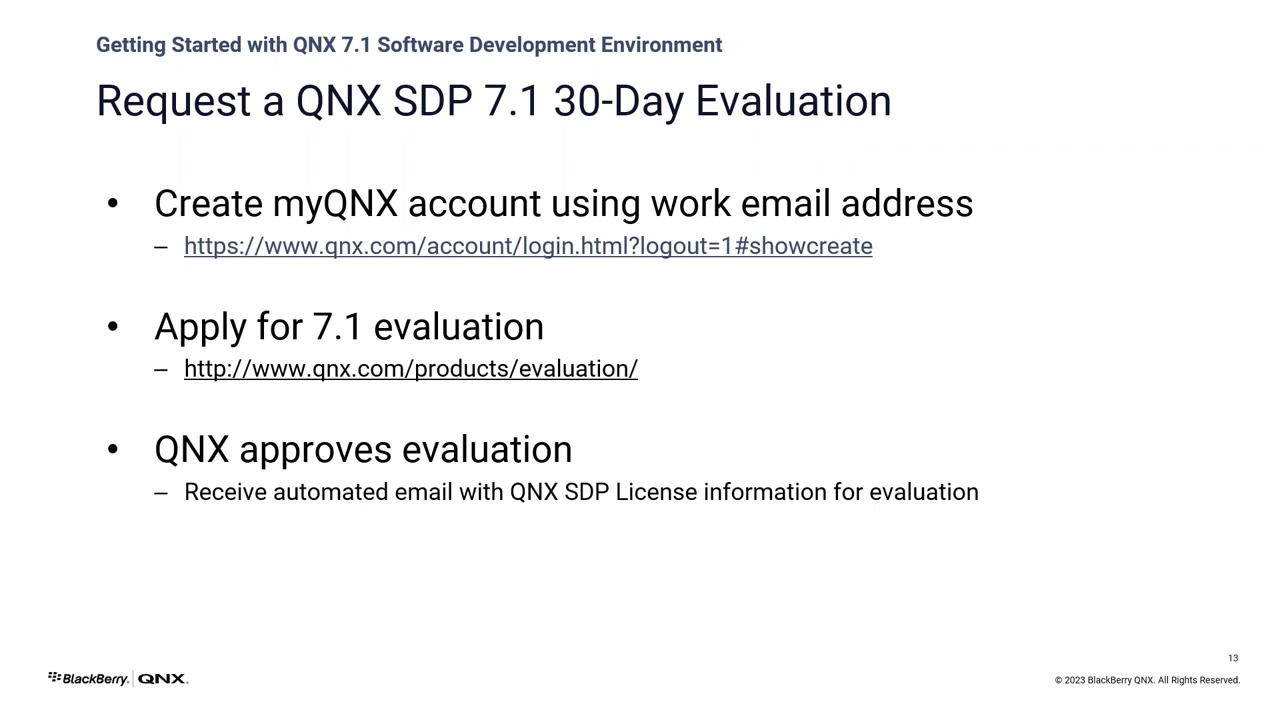 Getting Started with QNX 7.1 Software Development Environment
Request a QNX SDP 7.1 30-Day Evaluation
• Create myQNX account using work email address
– https://www.qnx.com/account/login.html?logout=1#showcreate
• Apply for 7.1 evaluation
– http://www.qnx.com/products/evaluation/
• QNX approves evaluation
– Receive automated email with QNX SDP License information for evaluation
13
BlackBerry | QNX
© 2023 BlackBerry QNX. All Rights Reserved.